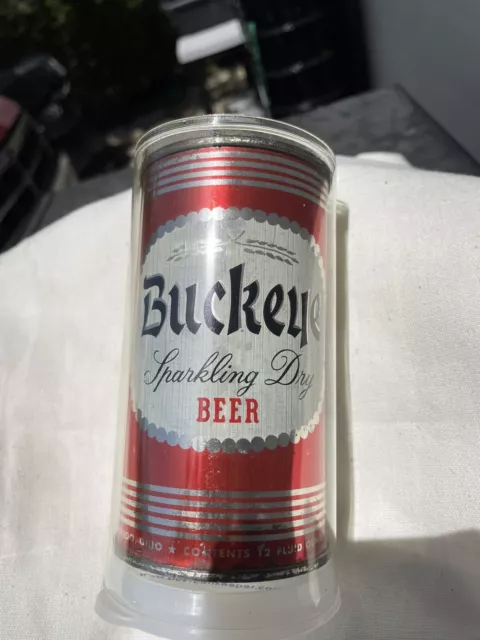 Buckeye
Sparkling Dry
BEER
OHIO ★ CONTENTS 12 FLUID